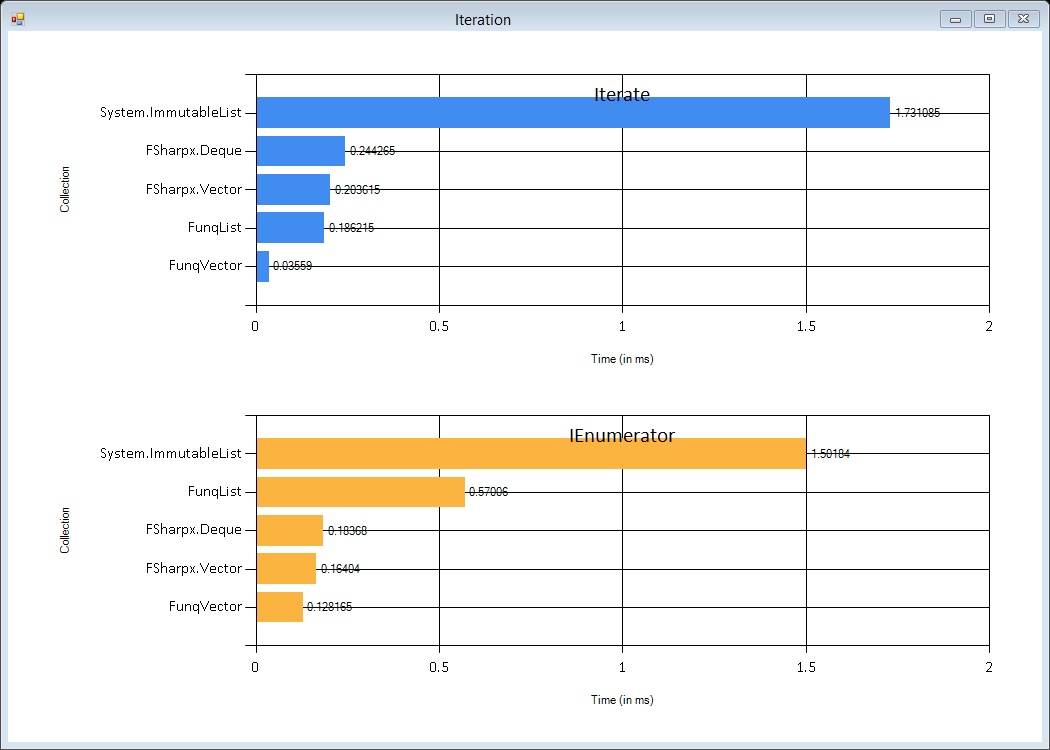 Iteration
Iterate
System.ImmutableList 1.731085
FSharpx.Deque 0.244265
FSharpx.Vector 0.203615
FunqList 0.186215
FunqVector 0.03559
Collection
0 0.5 1 1.5 2
Time (in ms)
IEnumerator
System.ImmutableList 1.50184
FunqList 0.57006
FSharpx.Deque 0.18368
FSharpx.Vector 0.16404
FunqVector 0.128165
Collection
0 0.5 1 1.5 2
Time (in ms)